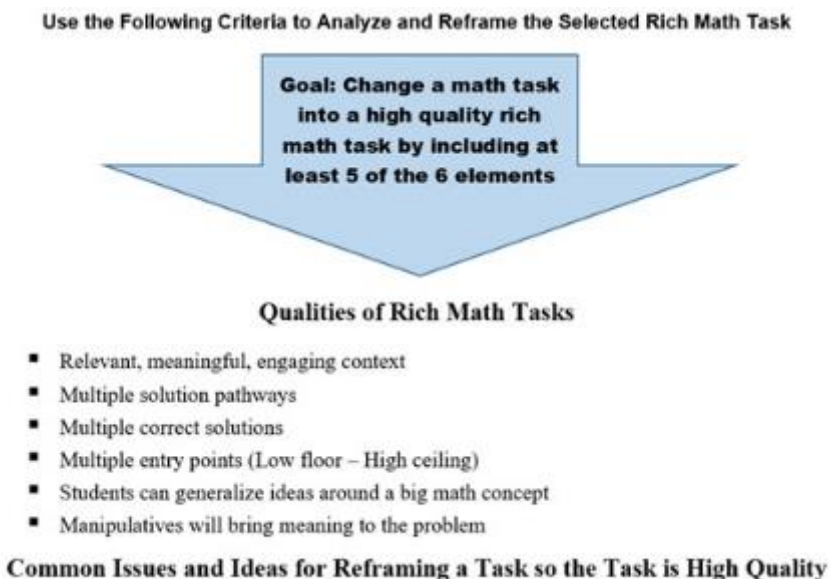 Use the Following Criteria to Analyze and Reframe the Selected Rich Math Task
Goal: Change a math task
into a high quality rich
math task by including at
least 5 of the 6 elements
Qualities of Rich Math Tasks
▪ Relevant, meaningful, engaging context
▪ Multiple solution pathways
▪ Multiple correct solutions
▪ Multiple entry points (Low floor – High ceiling)
▪ Students can generalize ideas around a big math concept
▪ Manipulatives will bring meaning to the problem
Common Issues and Ideas for Reframing a Task so the Task is High Quality